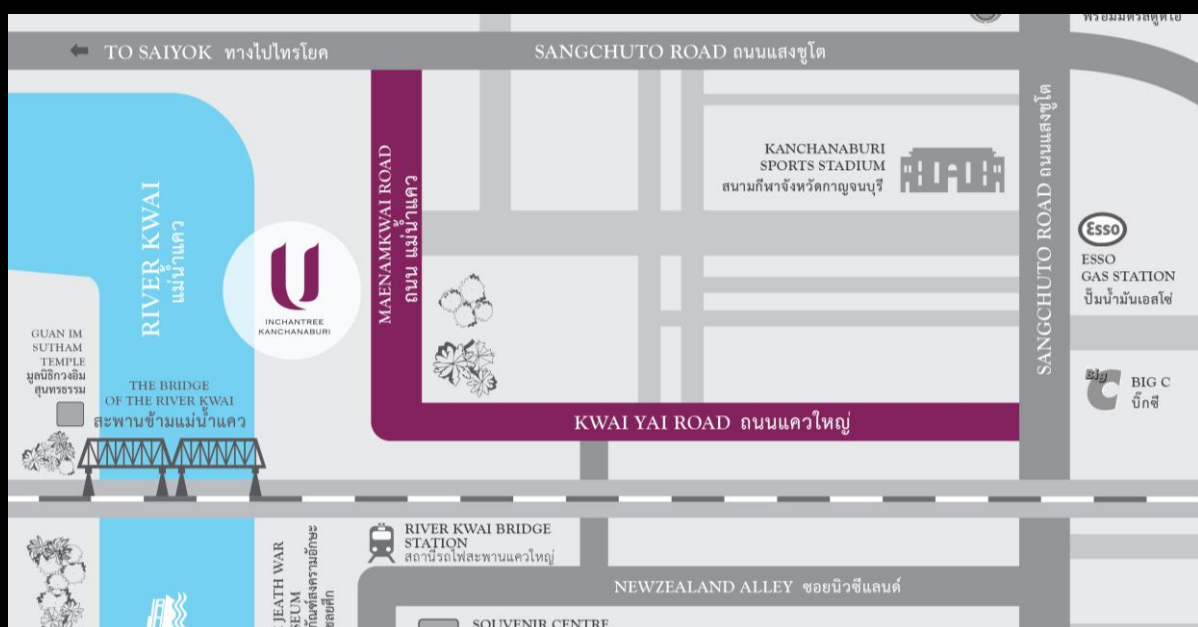 TO SAIYOK ทางไปไทรโยค
SANGCHUTO ROAD ถนนแสงชูโต
KANCHANABURI
SPORTS STADIUM
สนามกีฬาจังหวัดกาญจนบุรี
SANGCHUTO ROAD ถนนแสงชูโต
MAENAMKWAI ROAD
ถนน แม่น้ำแคว
RIVER KWAI
แม่น้ำแคว
INCHANTREE
KANCHANABURI
Esso
ESSO
GAS STATION
ปั๊มน้ำมันเอสโซ่
GUAN IM
SUTHAM
TEMPLE
มูลนิธิกวงอิม
สุนทรธรรม
THE BRIDGE
OF THE RIVER KWAI
สะพานข้ามแม่น้ำแคว
Big C
BIG C
บิ๊กซี
KWAI YAI ROAD ถนนแควใหญ่
RIVER KWAI BRIDGE
STATION
สถานีรถไฟสะพานแควใหญ่
JEATH WAR
NEWZEALAND ALLEY ซอยนิวซีแลนด์
SOUVENIR CENTRE